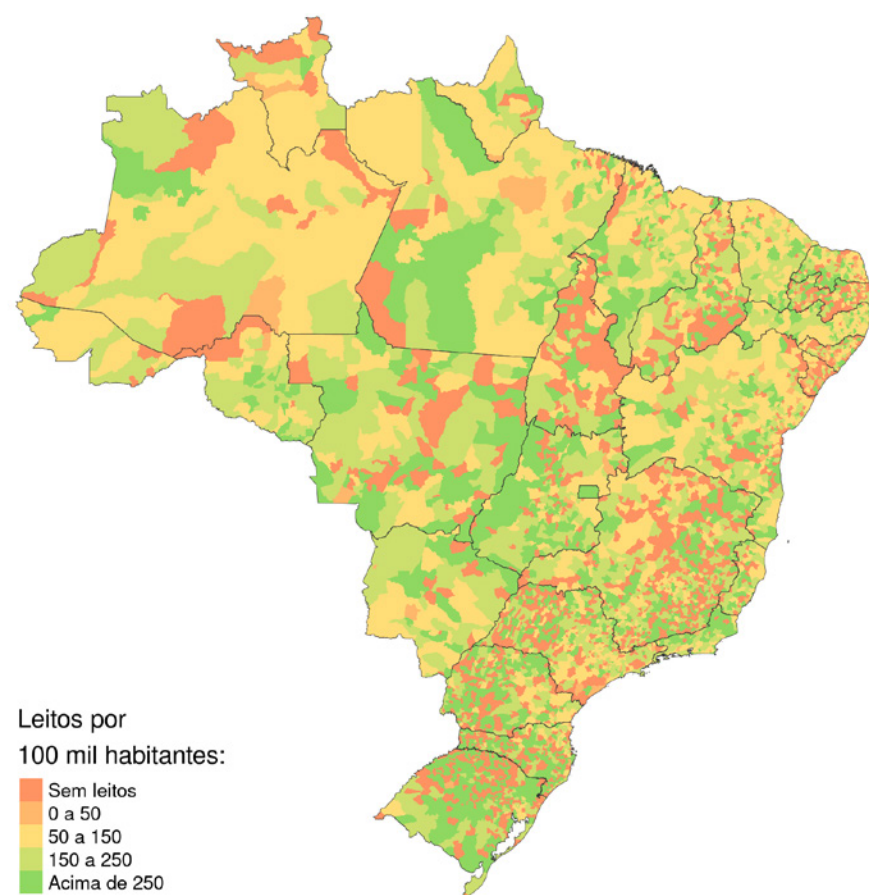 Leitos por
100 mil habitantes:
Sem leitos
0 a 50
50 a 150
150 a 250
Acima de 250